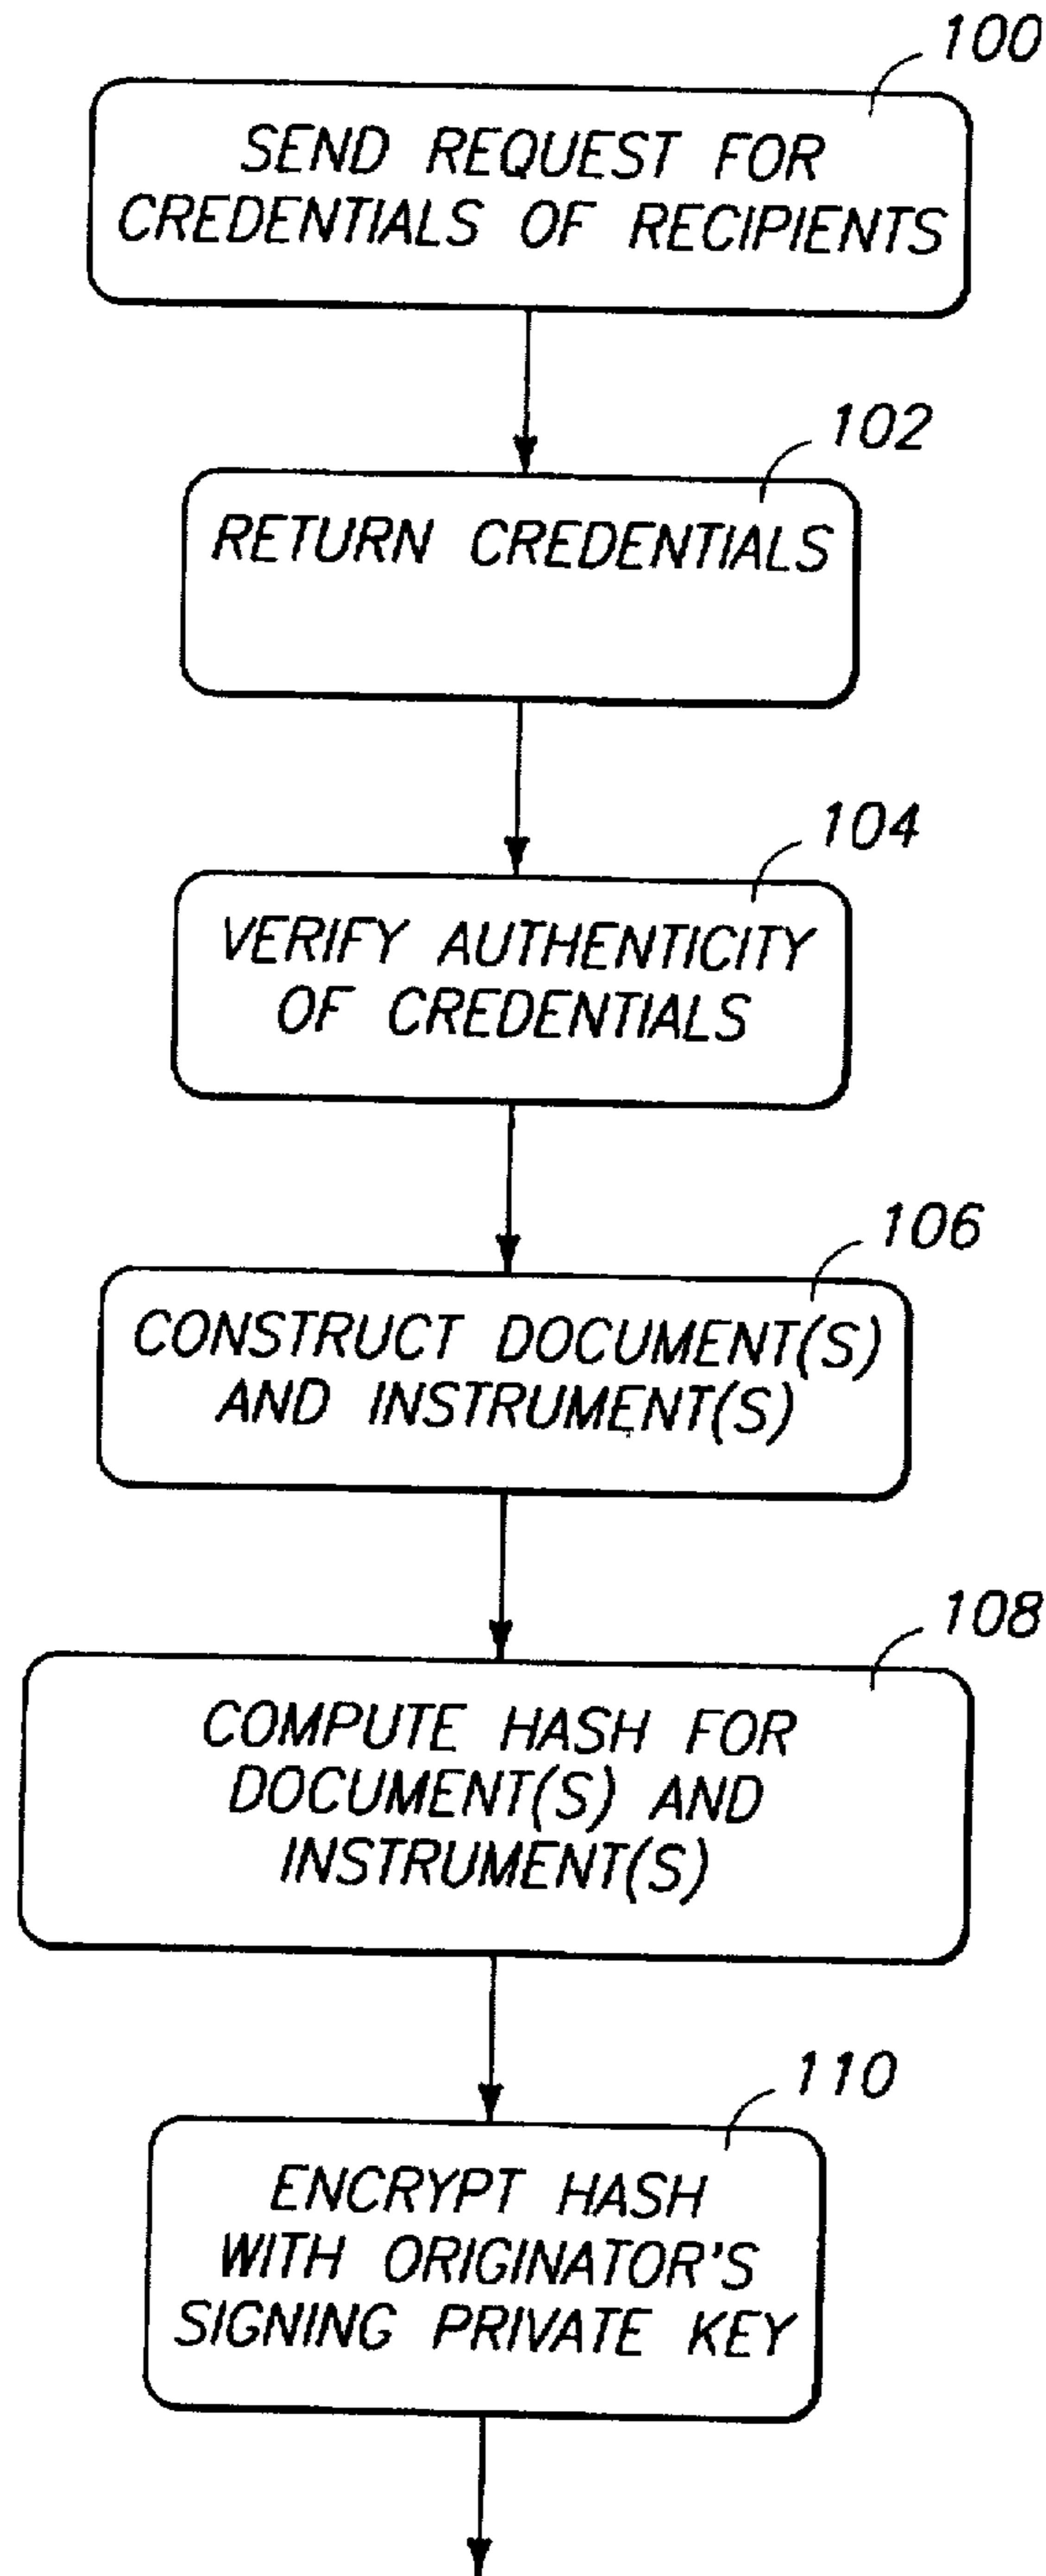 100
SEND REQUEST FOR
CREDENTIALS OF RECIPIENTS
102
RETURN CREDENTIALS
104
VERIFY AUTHENTICITY
OF CREDENTIALS
106
CONSTRUCT DOCUMENT(S)
AND INSTRUMENT(S)
108
COMPUTE HASH FOR
DOCUMENT(S) AND
INSTRUMENT(S)
110
ENCRYPT HASH
WITH ORIGINATOR'S
SIGNING PRIVATE KEY